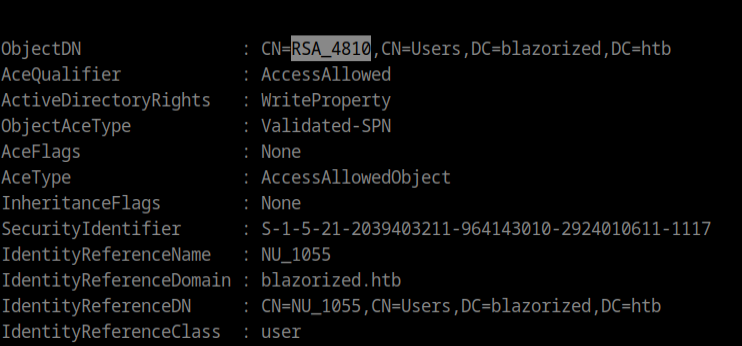 ObjectDN : CN=RSA_4810,CN=Users,DC=blazorized,DC=htb
AceQualifier : AccessAllowed
ActiveDirectoryRights : WriteProperty
ObjectAceType : Validated-SPN
AceFlags : None
AceType : AccessAllowedObject
InheritanceFlags : None
SecurityIdentifier : S-1-5-21-2039403211-964143010-2924010611-1117
IdentityReferenceName : NU_1055
IdentityReferenceDomain : blazorized.htb
IdentityReferenceDN : CN=NU_1055,CN=Users,DC=blazorized,DC=htb
IdentityReferenceClass : user